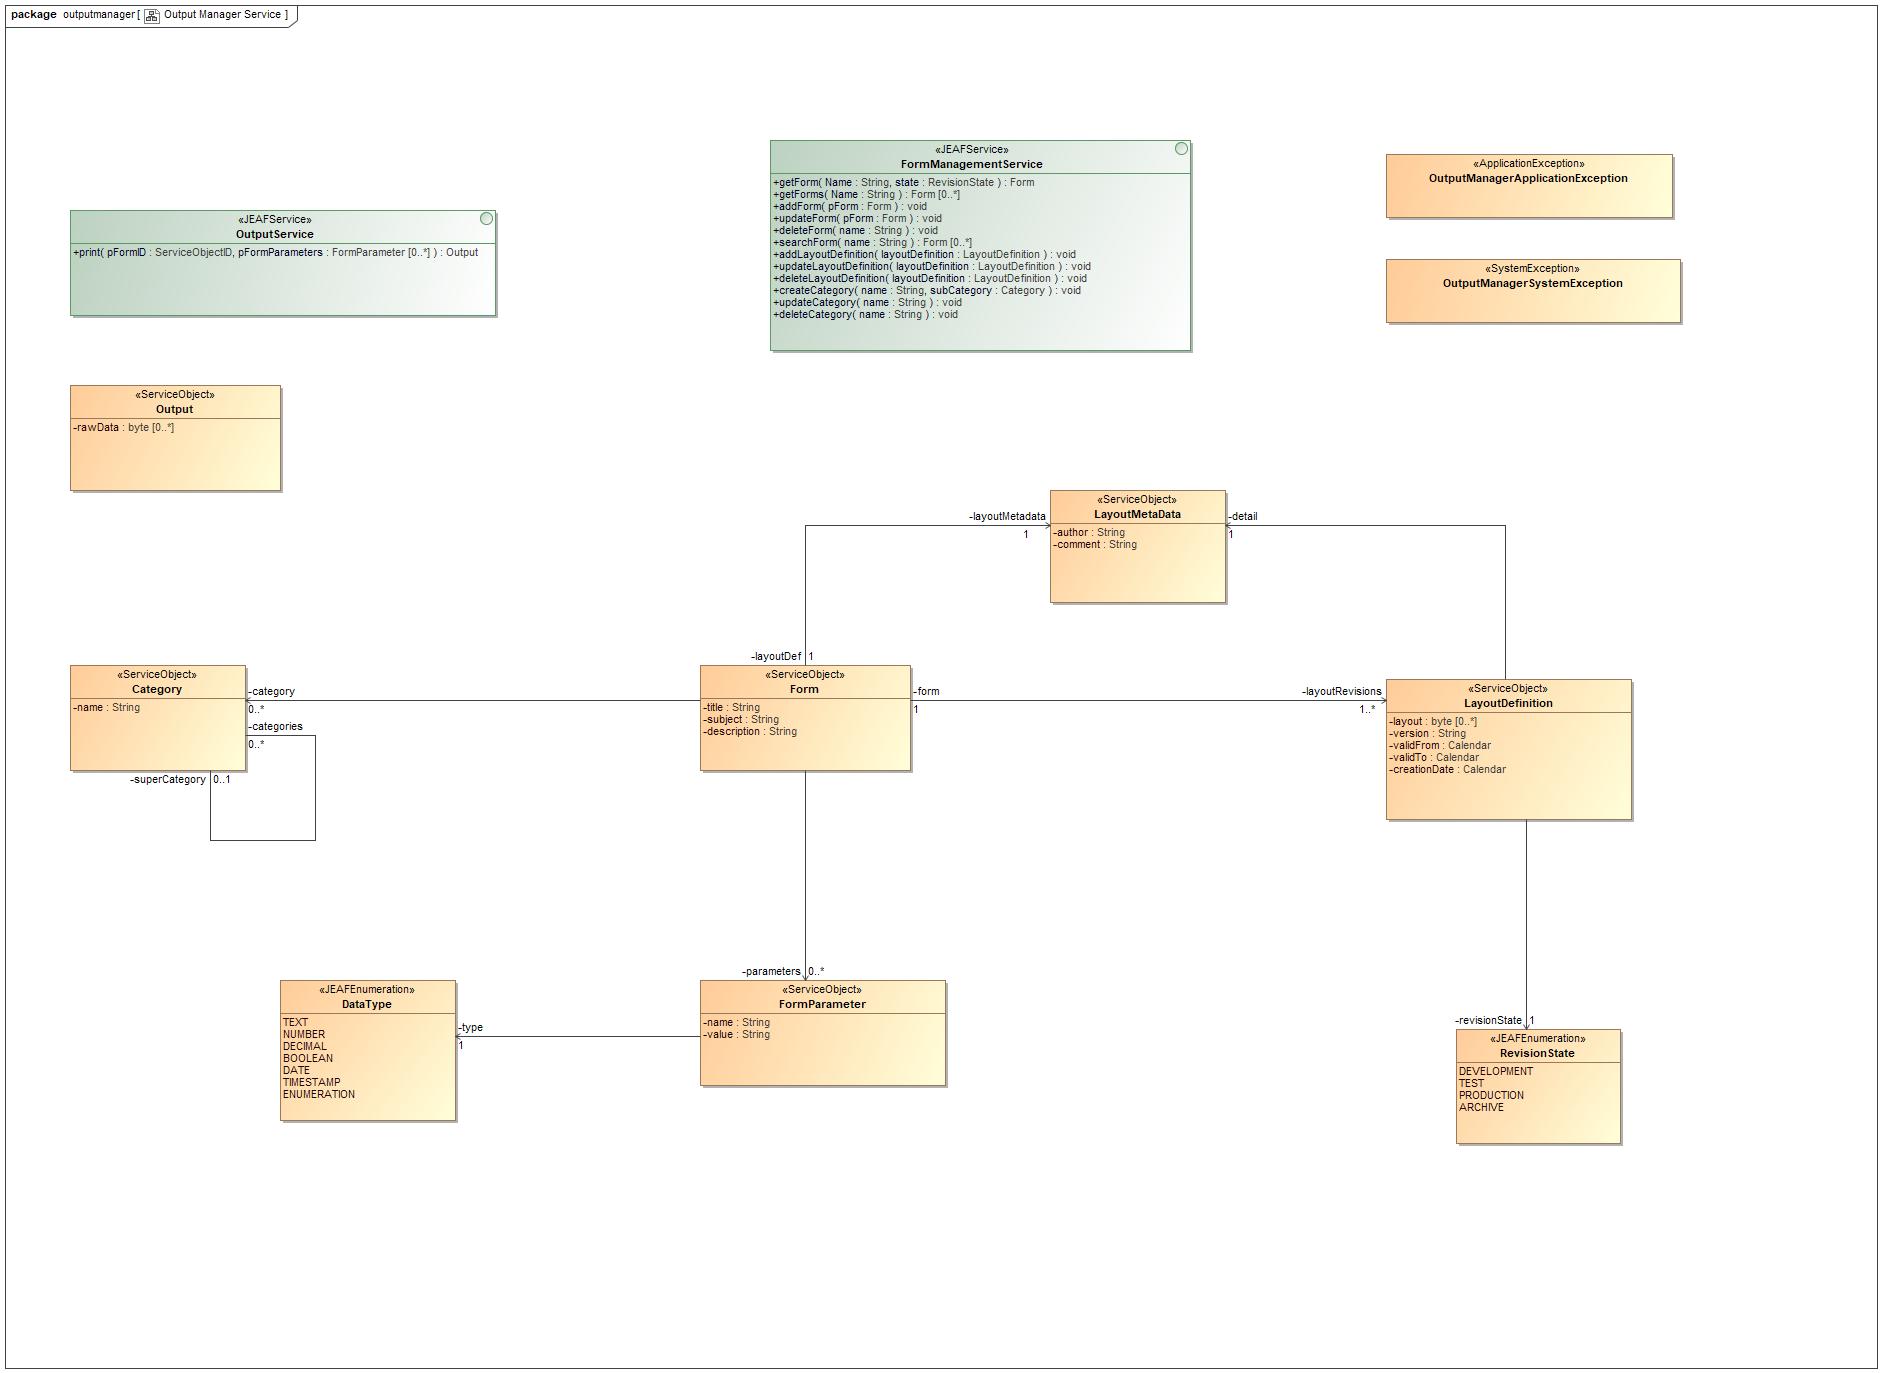 package outputmanager [ Output Manager Service ]
«JEAFService»
FormManagementService
+getForm( Name : String, state : RevisionState ) : Form
+getForms( Name : String ) : Form [0..*]
+addForm( pForm : Form ) : void
+updateForm( pForm : Form ) : void
+deleteForm( name : String ) : void
+searchForm( name : String ) : Form [0..*]
+addLayoutDefinition( layoutDefinition : LayoutDefinition ) : void
+updateLayoutDefinition( layoutDefinition : LayoutDefinition ) : void
+deleteLayoutDefinition( layoutDefinition : LayoutDefinition ) : void
+createCategory( name : String, subCategory : Category ) : void
+updateCategory( name : String ) : void
+deleteCategory( name : String ) : void
«ApplicationException»
OutputManagerApplicationException
«JEAFService»
OutputService
+print( pFormID : ServiceObjectID, pFormParameters : FormParameter [0..*] ) : Output
«SystemException»
OutputManagerSystemException
«ServiceObject»
Output
-rawData : byte [0..*]
«ServiceObject»
LayoutMetaData
-author : String
-comment : String
-layoutMetadata
1
-detail
1
-layoutDef 1
«ServiceObject»
Category
-name : String
-category
0..*
-categories
0..*
-superCategory 0..1
«ServiceObject»
Form
-title : String
-subject : String
-description : String
-form
1
-layoutRevisions
1..*
«ServiceObject»
LayoutDefinition
-layout : byte [0..*]
-version : String
-validFrom : Calendar
-validTo : Calendar
-creationDate : Calendar
-parameters 0..*
«JEAFEnumeration»
DataType
TEXT
NUMBER
DECIMAL
BOOLEAN
DATE
TIMESTAMP
ENUMERATION
-type
1
«ServiceObject»
FormParameter
-name : String
-value : String
-revisionState 1
«JEAFEnumeration»
RevisionState
DEVELOPMENT
TEST
PRODUCTION
ARCHIVE